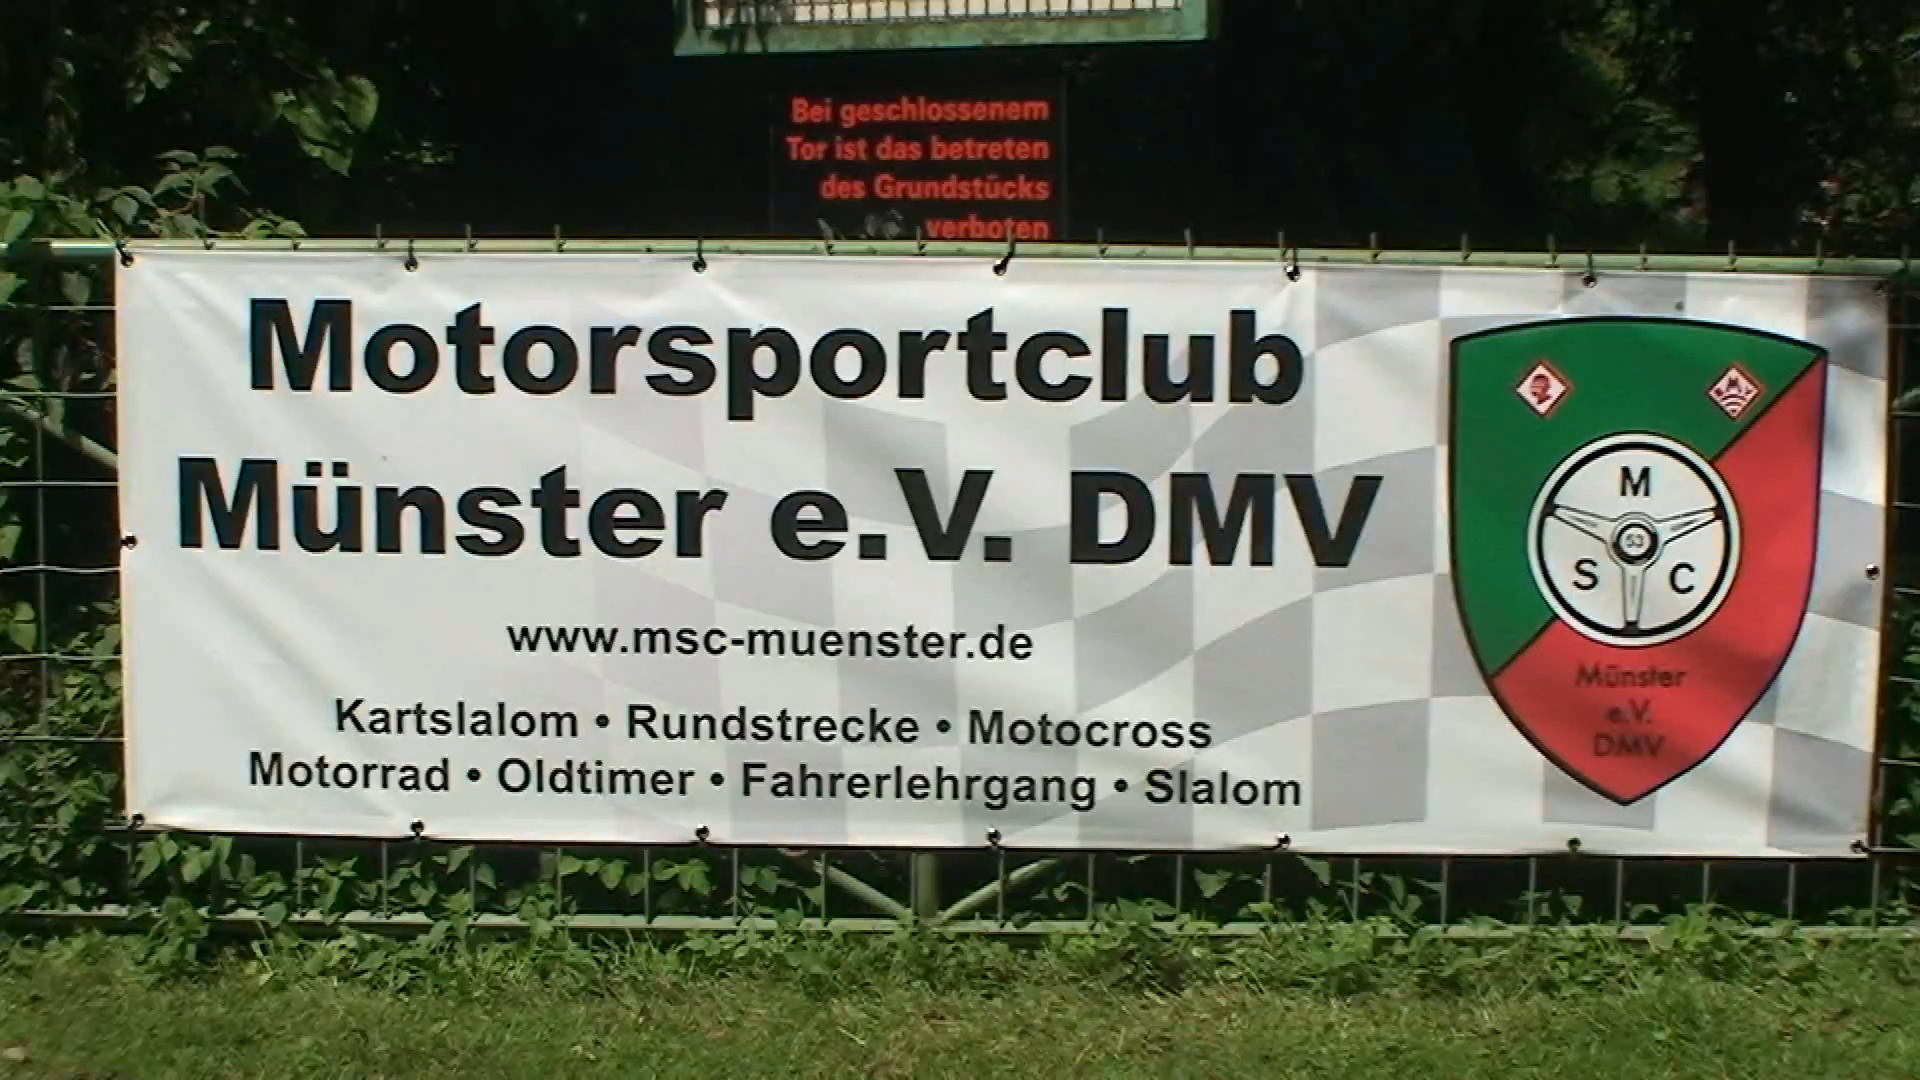 Bei geschlossenem
Tor ist das betreten
des Grundstücks
verboten
Motorsportclub
Münster e.V. DMV
www.msc-muenster.de
Kartslalom • Rundstrecke • Motocross
Motorrad • Oldtimer • Fahrerlehrgang • Slalom
M
53
S C
Münster
e.V.
DMV